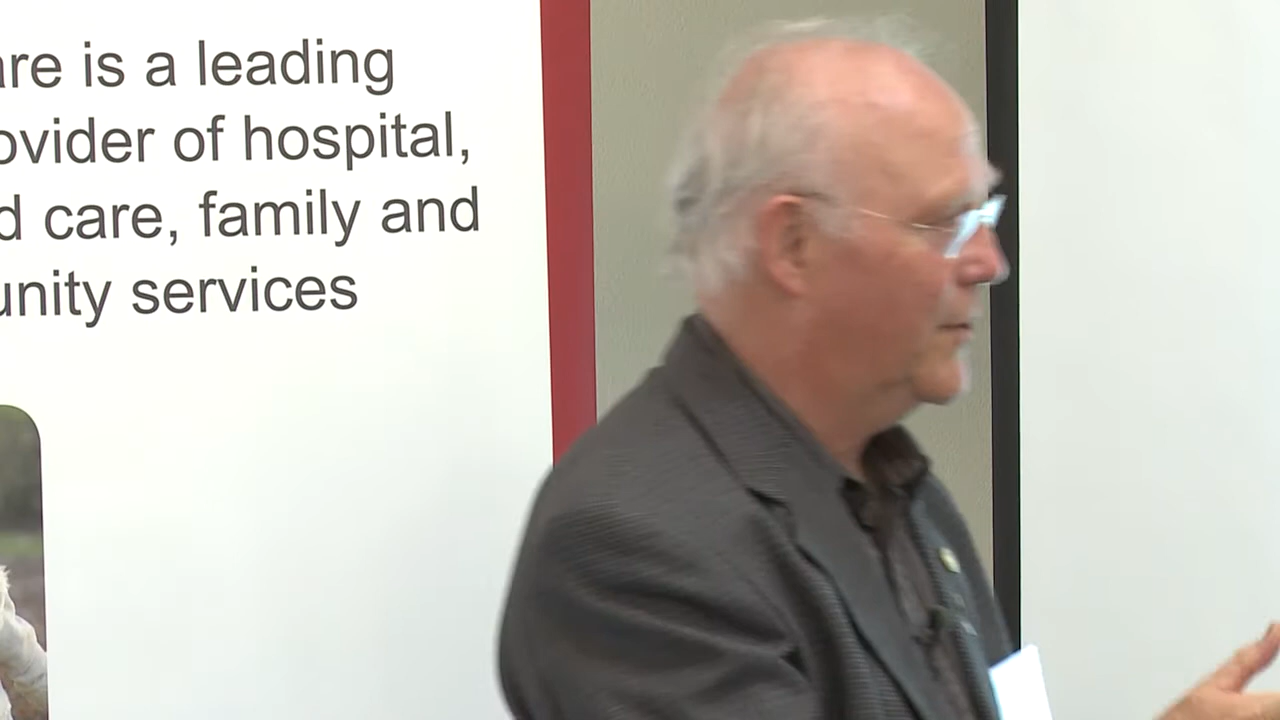 are is a leading
ovider of hospital,
d care, family and
unity services